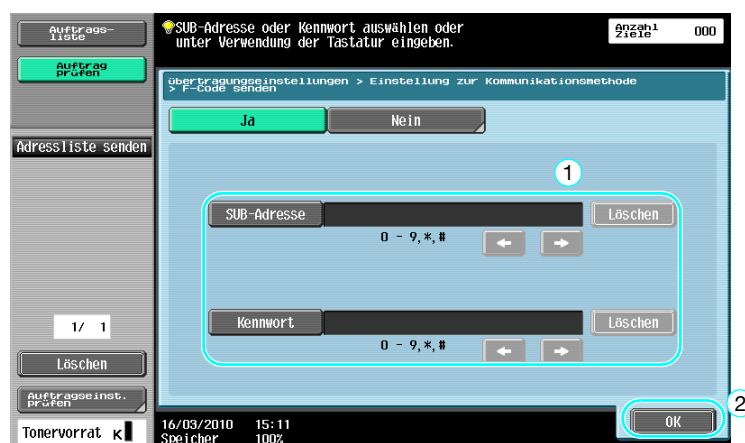 Auftrags-
liste
Auftrag
prüfen
SUB-Adresse oder Kennwort auswählen oder
unter Verwendung der Tastatur eingeben.
Anzahl
Ziele
000
übertragungseinstellungen > Einstellung zur Kommunikationsmethode
> F-Code senden
Ja
Nein
Adressliste senden
1
SUB-Adresse
Löschen
0 - 9,*,#
Kennwort
Löschen
0 - 9,*,#
1/ 1
Löschen
Auftragseinst.
prüfen
Tonervorrat K
16/03/2010 15:11
Speicher 100%
OK
2